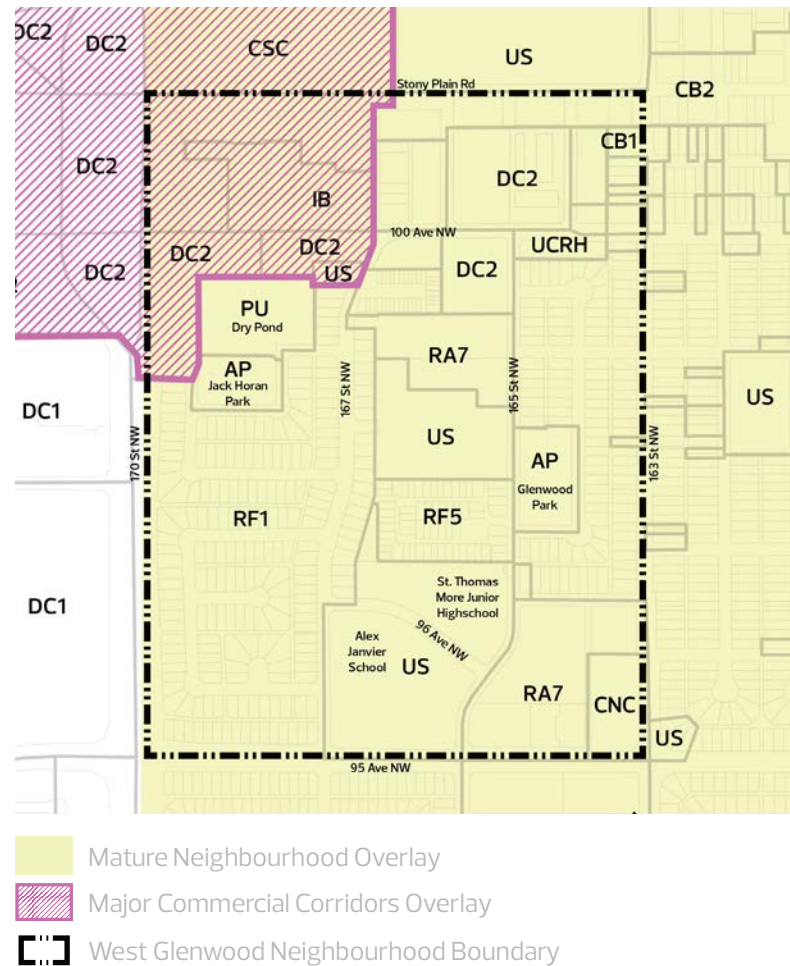 DC2
DC2
CSC
US
Stony Plain Rd
CB2
CB1
DC2
DC2
IB
100 Ave NW
DC2
DC2
US
DC2
UCRH
DC2
PU
Dry Pond
RA7
AP
Jack Horan
Park
167 St NW
165 St NW
US
DC1
170 St NW
US
AP
Glenwood
Park
163 St NW
RF1
RF5
St. Thomas
More Junior
Highschool
DC1
Alex
Janvier
School
96 Ave NW
US
RA7
CNC
US
95 Ave NW
Mature Neighbourhood Overlay
Major Commercial Corridors Overlay
West Glenwood Neighbourhood Boundary